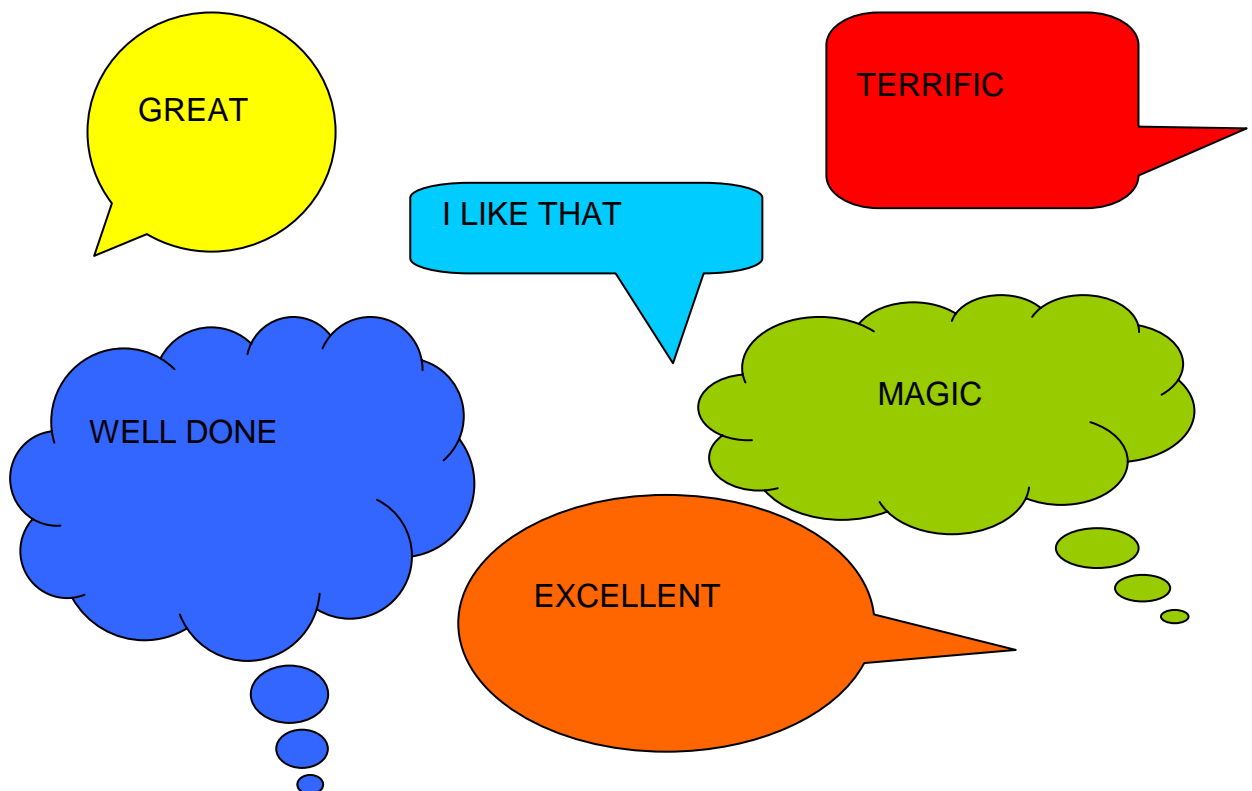 GREAT
TERRIFIC
I LIKE THAT
WELL DONE
MAGIC
EXCELLENT